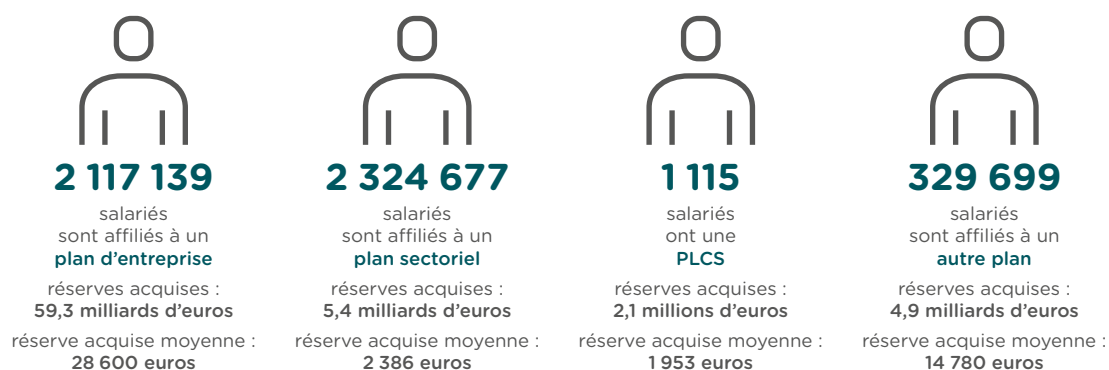 2 117 139
salariés
sont affiliés à un
plan d'entreprise
réserves acquises :
59,3 milliards d'euros
réserve acquise moyenne :
28 600 euros
2 324 677
salariés
sont affiliés à un
plan sectoriel
réserves acquises :
5,4 milliards d'euros
réserve acquise moyenne :
2 386 euros
1 115
salariés
ont une
PLCS
réserves acquises :
2,1 millions d'euros
réserve acquise moyenne :
1 953 euros
329 699
salariés
sont affiliés à un
autre plan
réserves acquises :
4,9 milliards d'euros
réserve acquise moyenne :
14 780 euros